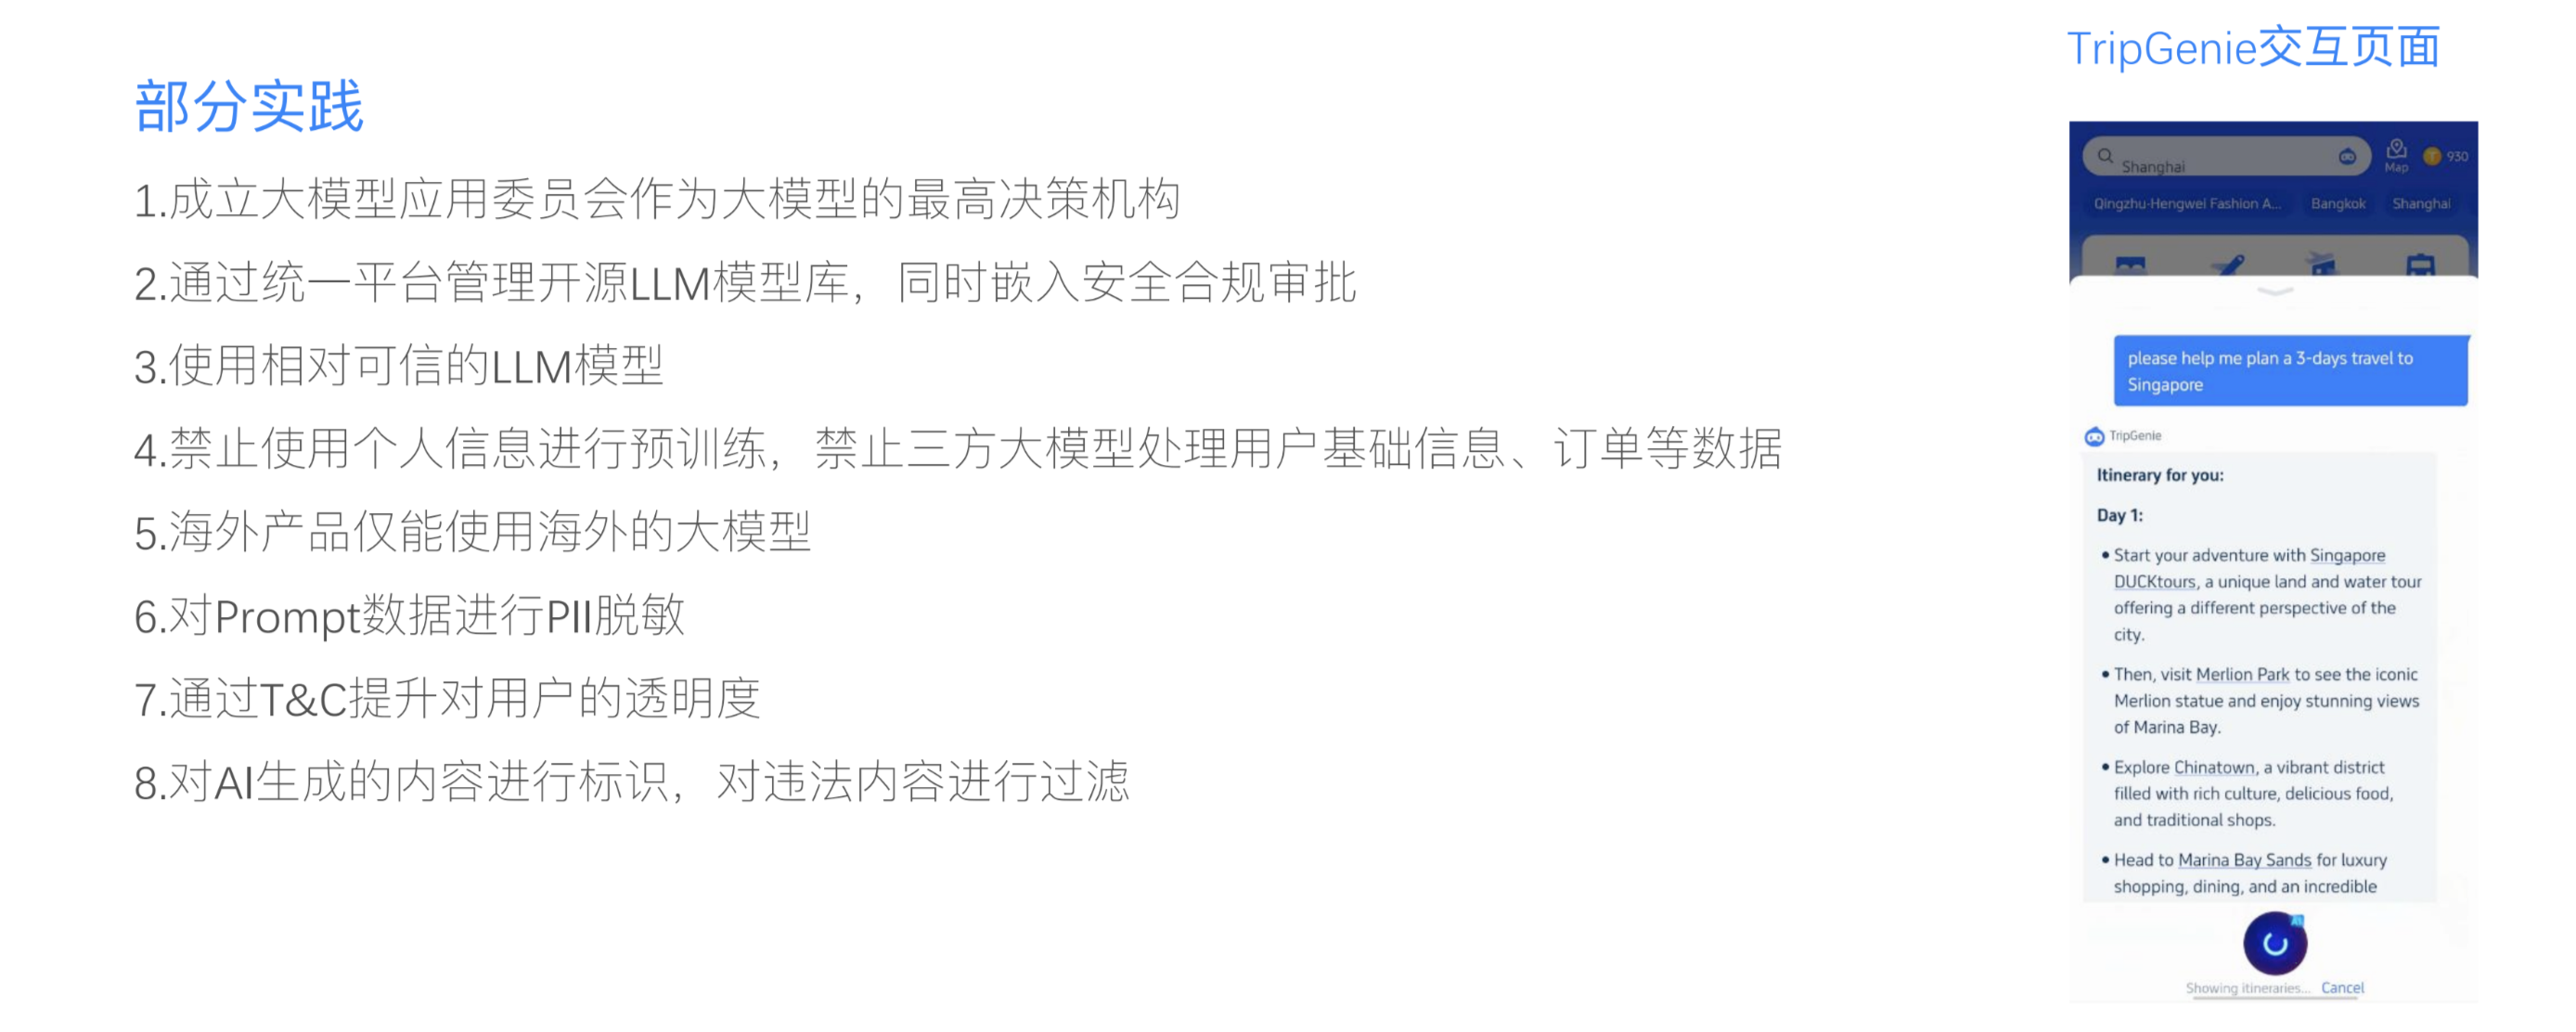 部分实践
1.成立大模型应用委员会作为大模型的最高决策机构
2.通过统一平台管理开源LLM模型库，同时嵌入安全合规审批
3.使用相对可信的LLM模型
4.禁止使用个人信息进行预训练，禁止三方大模型处理用户基础信息、订单等数据
5.海外产品仅能使用海外的大模型
6.对Prompt数据进行PII脱敏
7.通过T&C提升对用户的透明度
8.对AI生成的内容进行标识，对违法内容进行过滤
TripGenie交互页面
Shanghai
Map
930
Qingzhu-Hengwei Fashion A... Bangkok Shanghai
please help me plan a 3-days travel to
Singapore
TripGenie
Itinerary for you:
Day 1:
• Start your adventure with Singapore
DUCKtours, a unique land and water tour
offering a different perspective of the
city.
• Then, visit Merlion Park to see the iconic
Merlion statue and enjoy stunning views
of Marina Bay.
• Explore Chinatown, a vibrant district
filled with rich culture, delicious food,
and traditional shops.
• Head to Marina Bay Sands for luxury
shopping, dining, and an incredible
Showing itineraries... Cancel